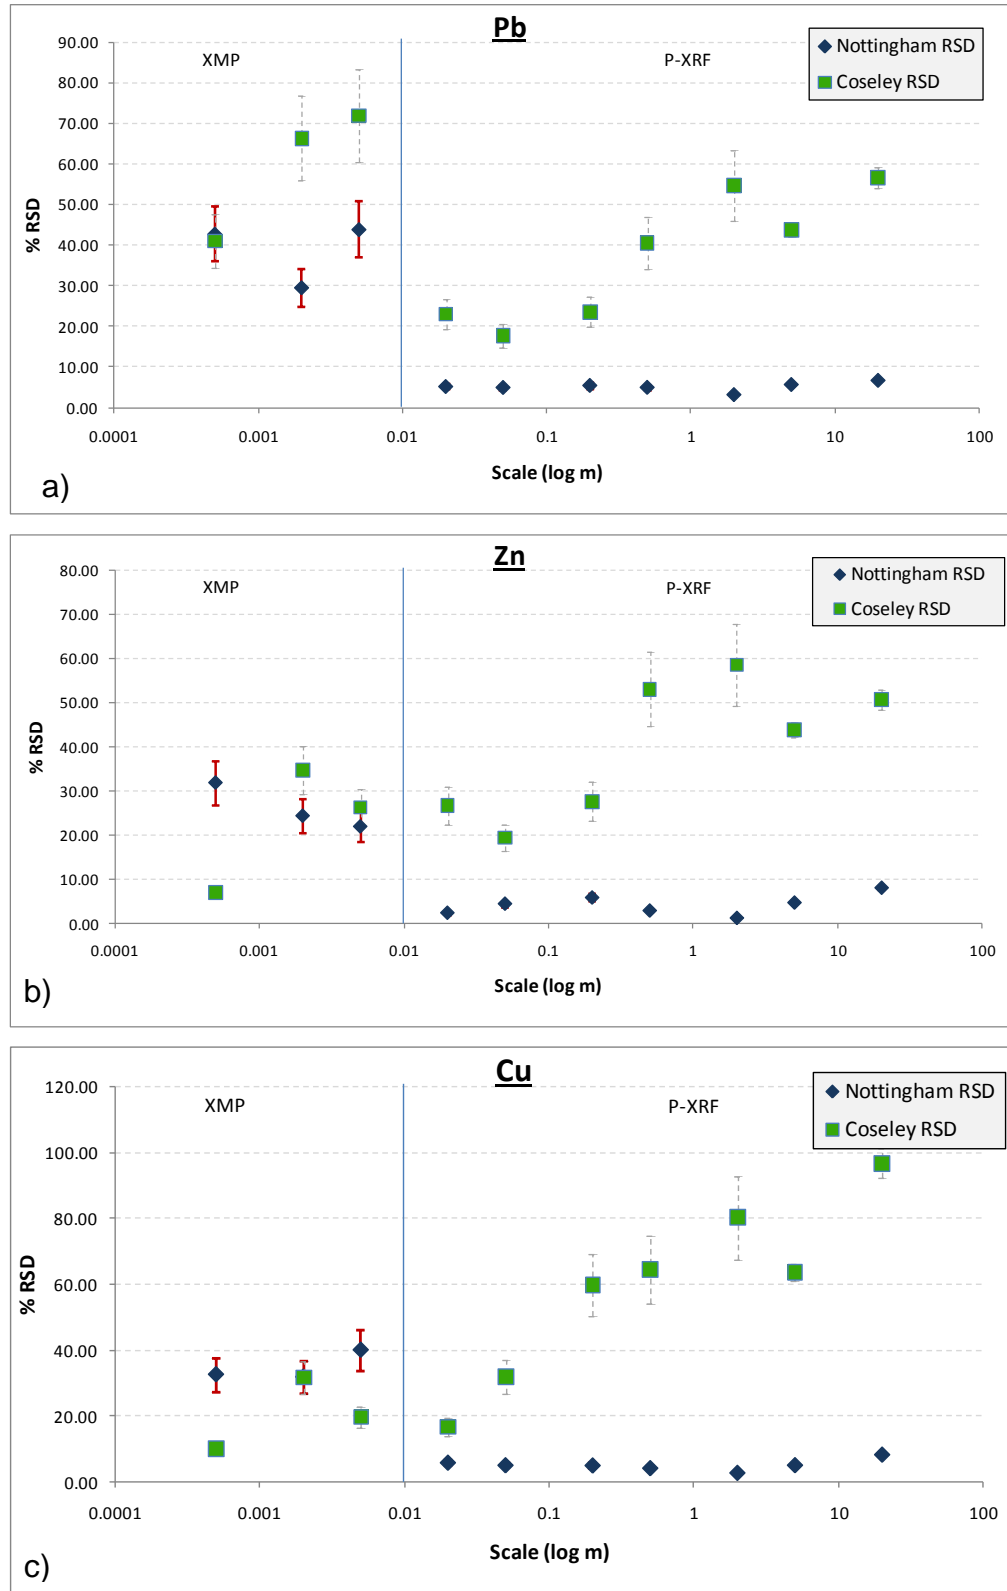 Pb
XMP
P-XRF
Nottingham RSD
Coseley RSD
90.00
80.00
70.00
60.00
50.00
40.00
30.00
20.00
10.00
0.00
% RSD
0.0001 0.001 0.01 0.1 1 10 100
Scale (log m)
a)
Zn
XMP
P-XRF
Nottingham RSD
Coseley RSD
80.00
70.00
60.00
50.00
40.00
30.00
20.00
10.00
0.00
% RSD
0.0001 0.001 0.01 0.1 1 10 100
Scale (log m)
b)
Cu
XMP
P-XRF
Nottingham RSD
Coseley RSD
120.00
100.00
80.00
60.00
40.00
20.00
0.00
% RSD
0.0001 0.001 0.01 0.1 1 10 100
Scale (log m)
c)